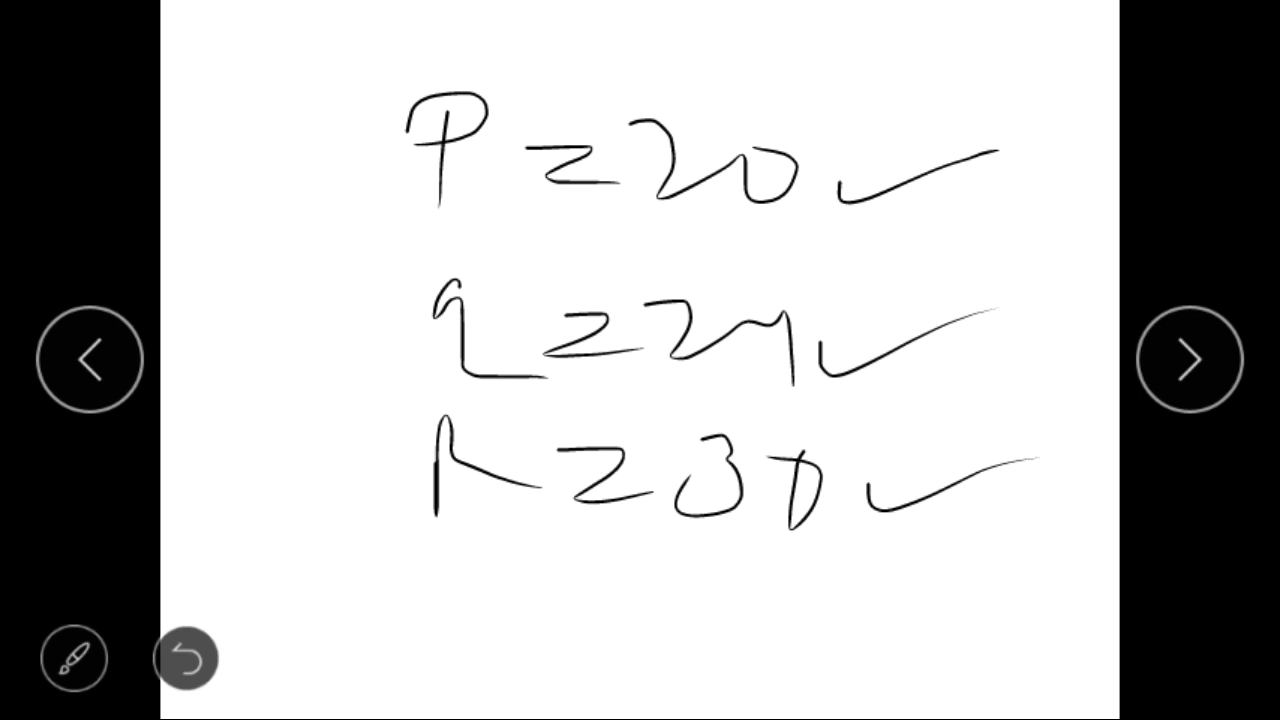 P = 20 ✓
q = 24 ✓
r = 30 ✓